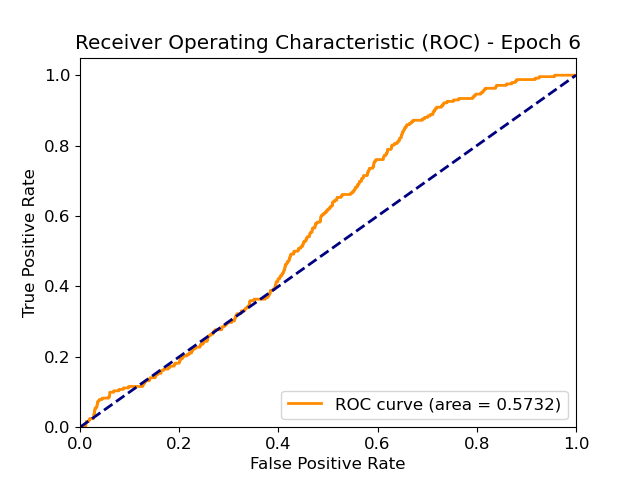 Receiver Operating Characteristic (ROC) - Epoch 6
True Positive Rate
1.0
0.8
0.6
0.4
0.2
0.0
ROC curve (area = 0.5732)
0.0 0.2 0.4 0.6 0.8 1.0
False Positive Rate